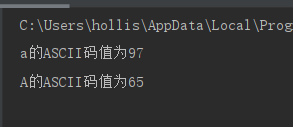 C:\Users\hollis\AppData\Local\Prog
a的ASCII码值为97
A的ASCII码值为65